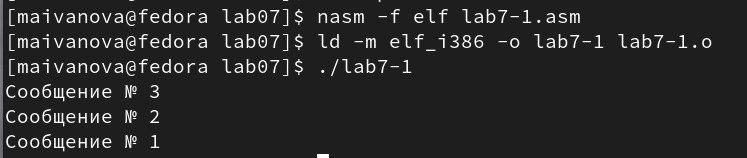 [maivanova@fedora lab07]$ nasm -f elf lab7-1.asm
[maivanova@fedora lab07]$ ld -m elf_i386 -o lab7-1 lab7-1.o
[maivanova@fedora lab07]$ ./lab7-1
Сообщение № 3
Сообщение № 2
Сообщение № 1